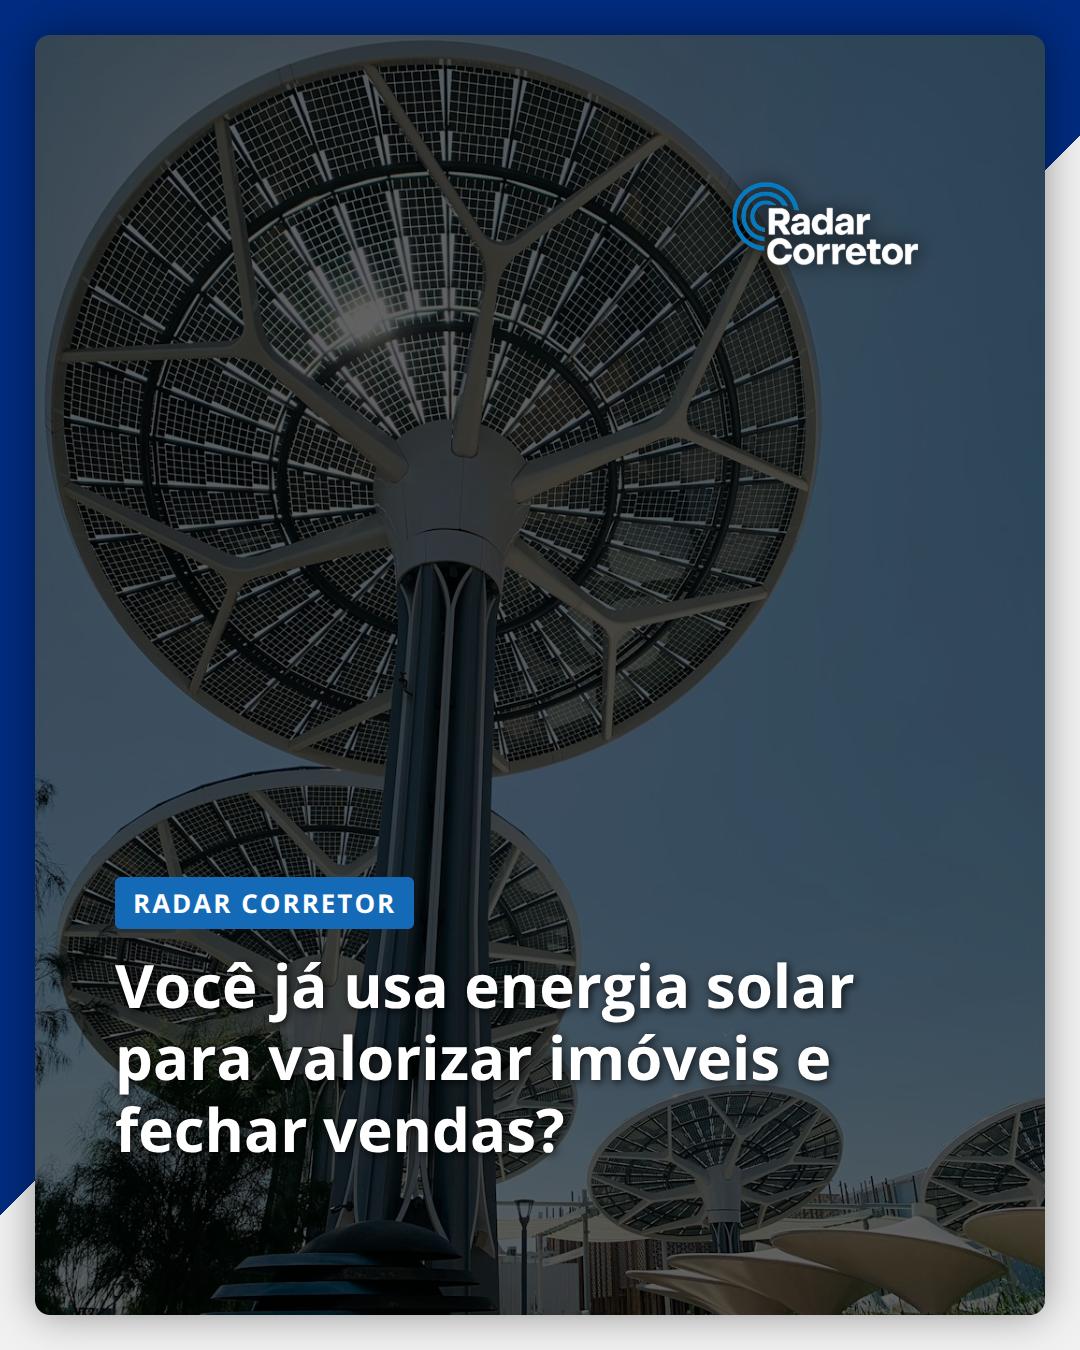 Radar
Corretor
RADAR CORRETOR
Você já usa energia solar
para valorizar imóveis e
fechar vendas?